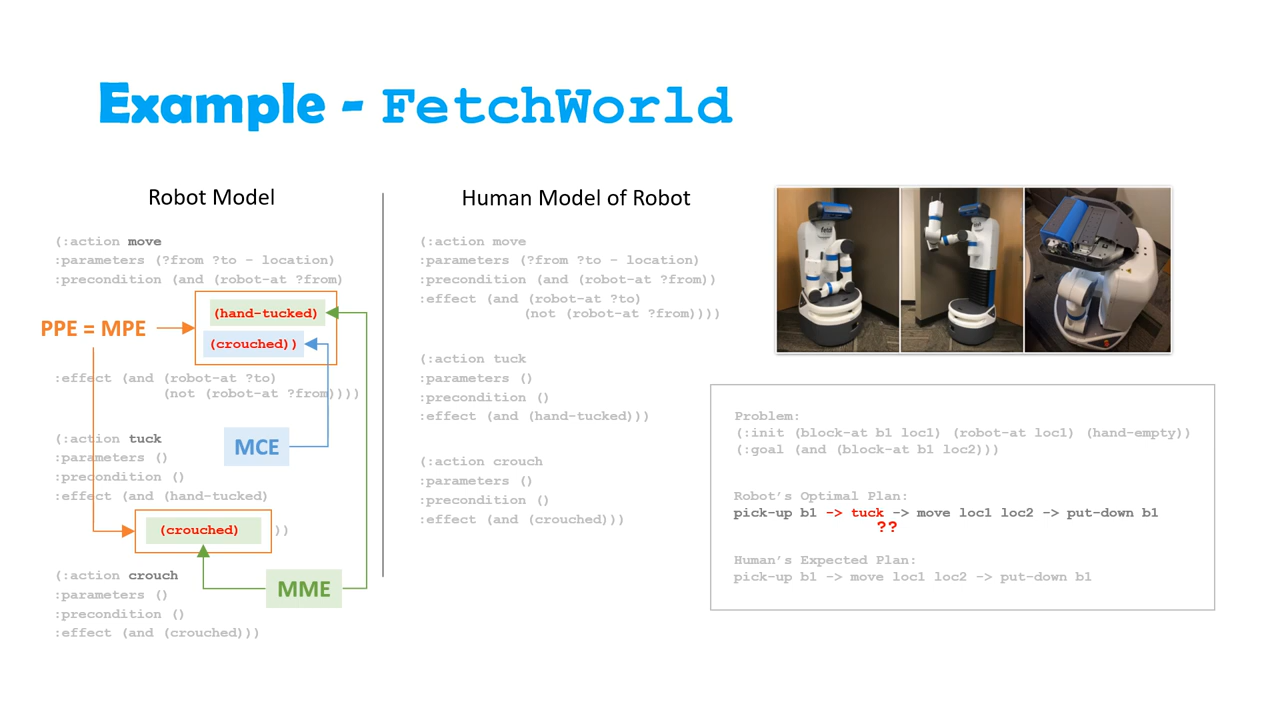 Example - FetchWorld
Robot Model
(:action move
:parameters (?from ?to – location)
:precondition (and (robot-at ?from)
(hand-tucked)
(crouched))
PPE = MPE
:effect (and (robot-at ?to)
(not (robot-at ?from))))
(:action tuck
:parameters ()
:precondition ()
:effect (and (hand-tucked)
(crouched) ))
MCE
(:action crouch
:parameters ()
:precondition ()
:effect (and (crouched)))
MME
Human Model of Robot
(:action move
:parameters (?from ?to – location)
:precondition (and (robot-at ?from))
:effect (and (robot-at ?to)
(not (robot-at ?from))))
(:action tuck
:parameters ()
:precondition ()
:effect (and (hand-tucked)))
(:action crouch
:parameters ()
:precondition ()
:effect (and (crouched)))
fetch
Problem:
(:init (block-at b1 loc1) (robot-at loc1) (hand-empty))
(:goal (and (block-at b1 loc2)))
Robot’s Optimal Plan:
pick-up b1 -> tuck -> move loc1 loc2 -> put-down b1
??
Human’s Expected Plan:
pick-up b1 -> move loc1 loc2 -> put-down b1